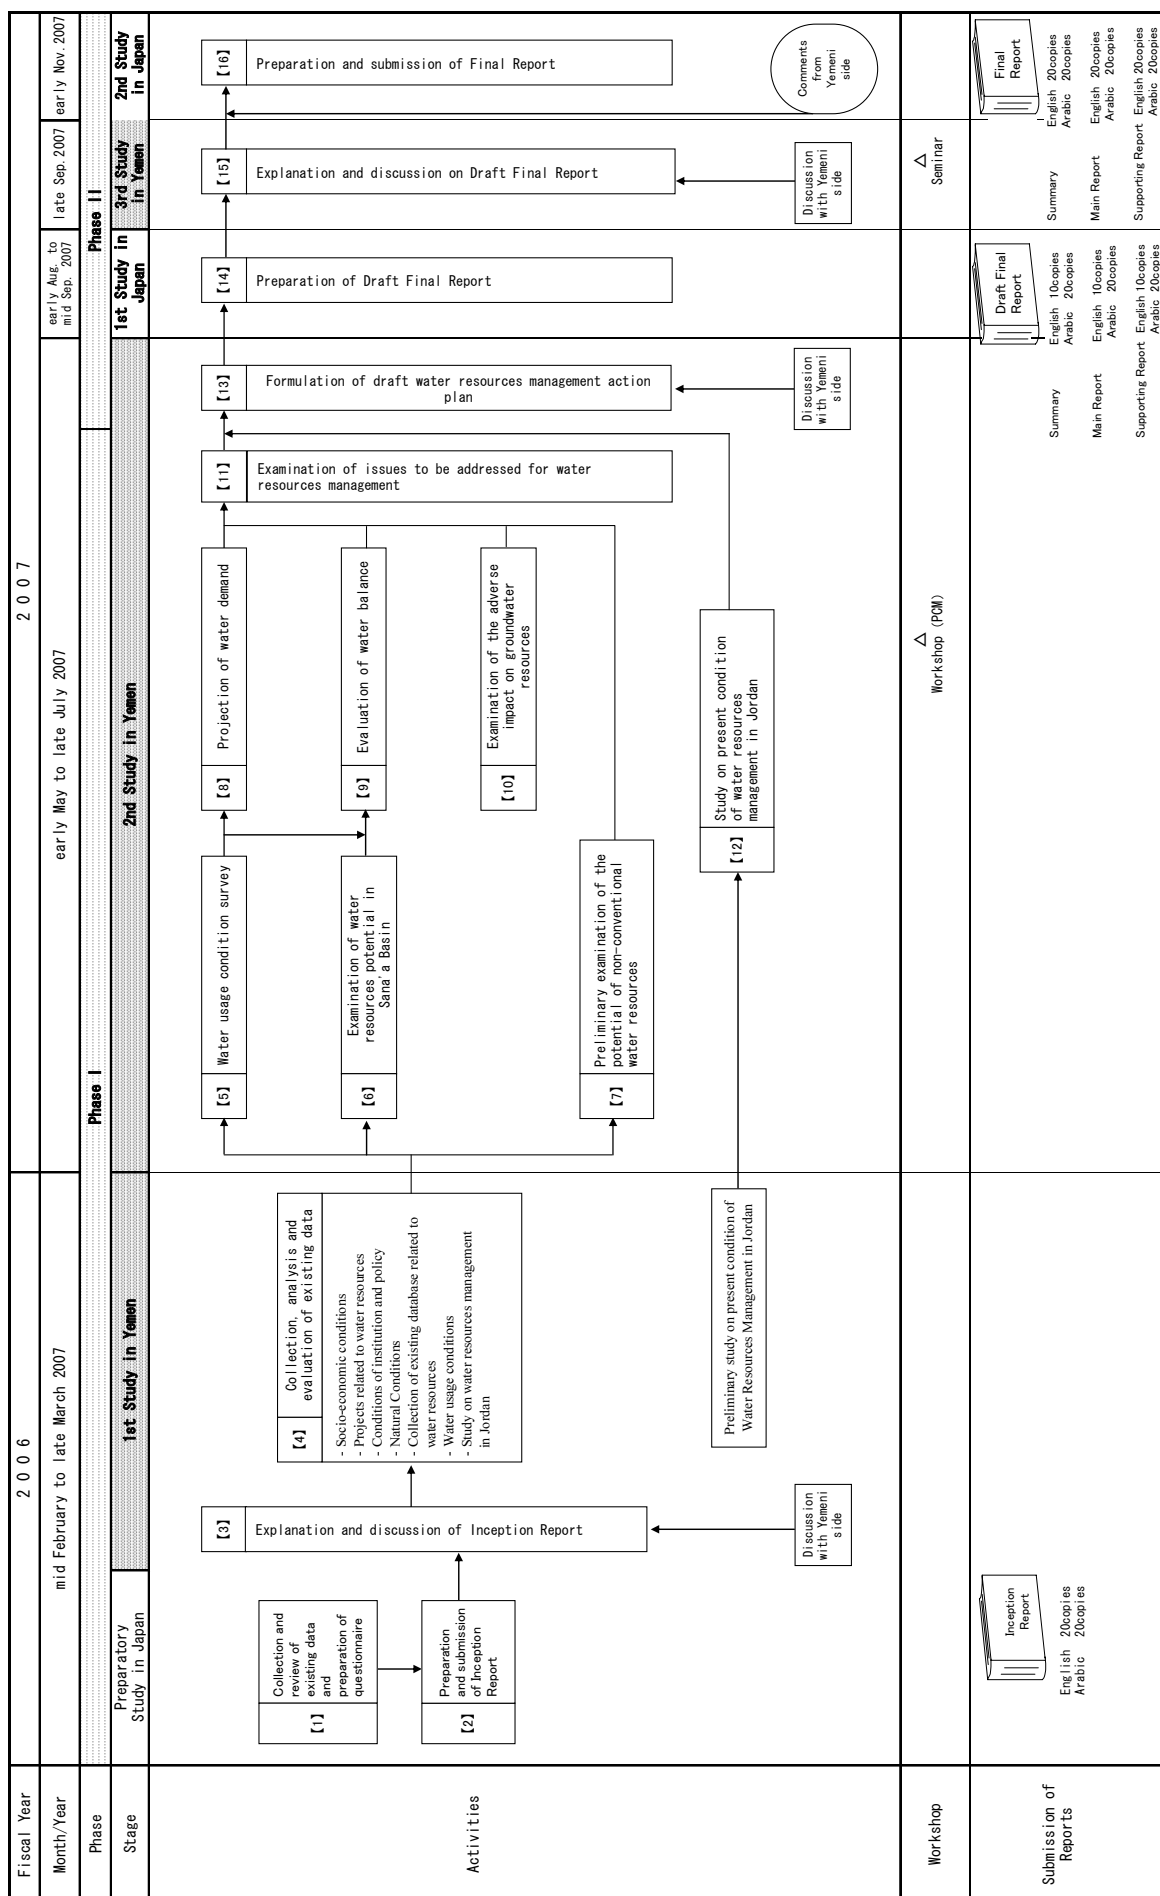 Fiscal Year
2 0 0 6
2 0 0 7
Month/Year
mid February to late March 2007
early May to late July 2007
early Aug. to
mid Sep. 2007
late Sep. 2007
early Nov. 2007
Phase
Phase I
Phase II
Stage
Preparatory
Study in Japan
1st Study in Yemen
2nd Study in Yemen
1st Study in
Japan
3rd Study
in Yemen
2nd Study
in Japan
Activities
【1】
Collection and
review of
existing data
and
preparation of
questionnaire
【2】
Preparation
and submission
of Inception
Report
【3】
Explanation and discussion of Inception Report
Discussion
with Yemeni
side
【4】
Collection, analysis and
evaluation of existing data
- Socio-economic conditions
- Projects related to water resources
- Conditions of institution and policy
- Natural Conditions
- Collection of existing database related to
water resources
- Water usage conditions
- Study on water resources management
in Jordan
Preliminary study on present condition of
Water Resources Management in Jordan
【5】
Water usage condition survey
【6】
Examination of water
resources potential in
Sana'a Basin
【7】
Preliminary examination of the
potential of non-conventional
water resources
【8】
Projection of water demand
【9】
Evaluation of water balance
【10】
Examination of the adverse
impact on groundwater
resources
【12】
Study on present condition
of water resources
management in Jordan
【11】
Examination of issues to be addressed for water
resources management
【13】
Formulation of draft water resources management action
plan
Discussion
with Yemeni
side
【14】
Preparation of Draft Final Report
【15】
Explanation and discussion on Draft Final Report
Discussion
with Yemeni
side
【16】
Preparation and submission of Final Report
Comments
from
Yemeni
side
Workshop
△
Workshop (PCM)
△
Seminar
Submission of
Reports
Inception
Report
English 20copies
Arabic 20copies
Draft Final
Report
Summary English 10copies
Arabic 20copies
Main Report English 10copies
Arabic 20copies
Supporting Report English 10copies
Arabic 20copies
Final
Report
Summary English 20copies
Arabic 20copies
Main Report English 20copies
Arabic 20copies
Supporting Report English 20copies
Arabic 20copies